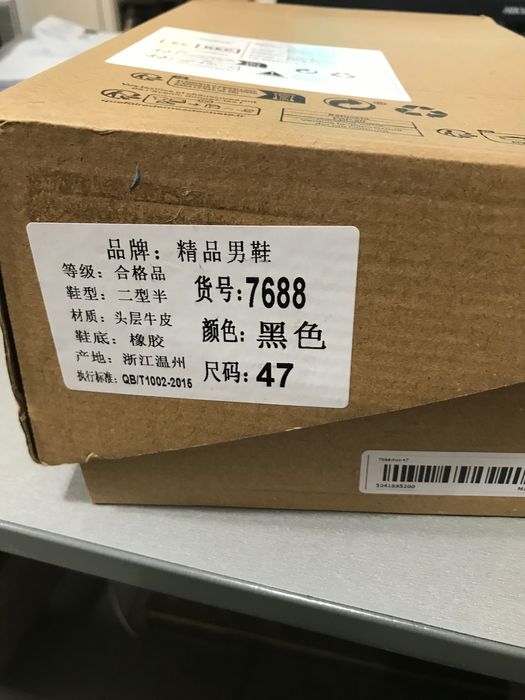 品牌：精品男鞋
等级：合格品
鞋型：二型半
材质：头层牛皮
鞋底：橡胶
产地：浙江温州
执行标准：QB/T1002-2015
货号:7688
颜色:黑色
尺码:47